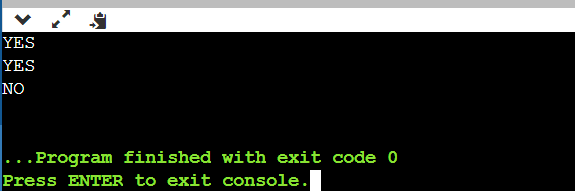 YES
YES
NO
...Program finished with exit code 0
Press ENTER to exit console.